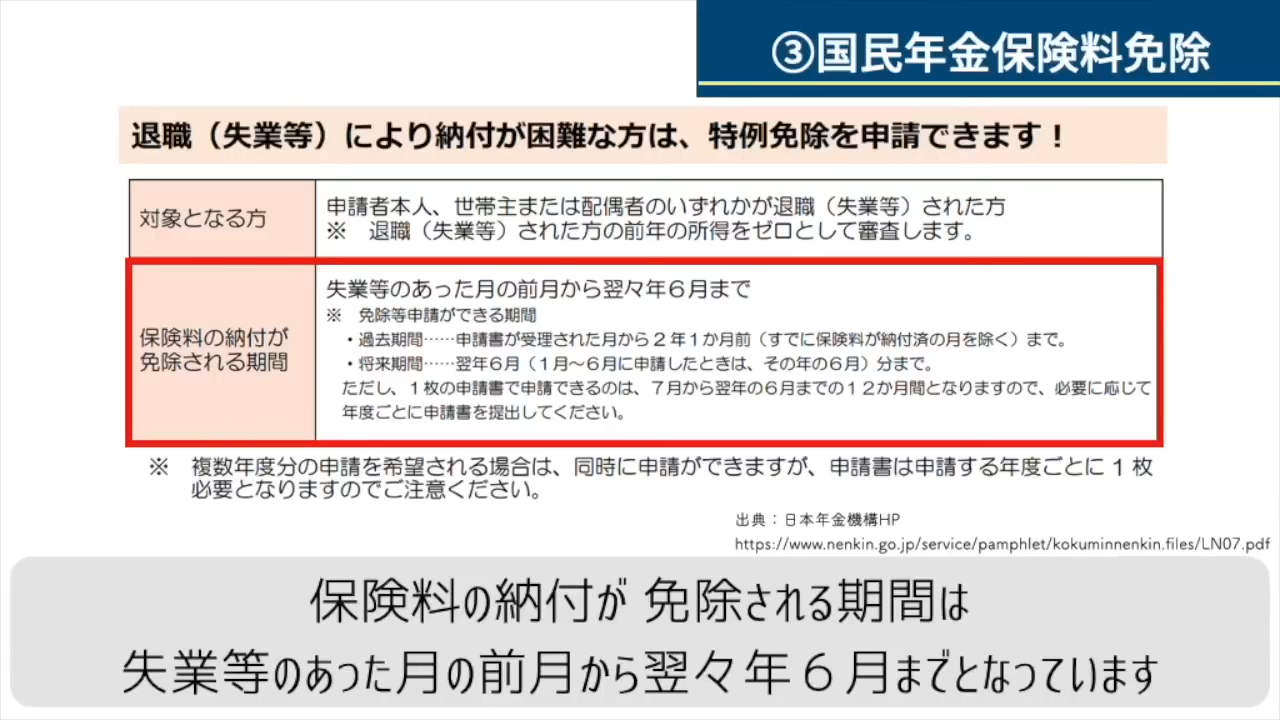 ③国民年金保険料免除
退職（失業等）により納付が困難な方は、特例免除を申請できます！
対象となる方
申請者本人、世帯主または配偶者のいずれかが退職（失業等）された方
※　退職（失業等）された方の前年の所得をゼロとして審査します。
保険料の納付が
免除される期間
失業等のあった月の前月から翌々年６月まで
※　免除等申請ができる期間
・過去期間……申請書が受理された月から２年１か月前（すでに保険料が納付済の月を除く）まで。
・将来期間……翌年６月（１月～６月に申請したときは、その年の６月）分まで。
ただし、１枚の申請書で申請できるのは、７月から翌年の６月までの１２か月間となりますので、必要に応じて
年度ごとに申請書を提出してください。
※　複数年度分の申請を希望される場合は、同時に申請ができますが、申請書は申請する年度ごとに１枚
必要となりますのでご注意ください。
出典：日本年金機構HP
https://www.nenkin.go.jp/service/pamphlet/kokuminnenkin.files/LN07.pdf
保険料の納付が 免除される期間は
失業等のあった月の前月から翌々年６月までとなっています